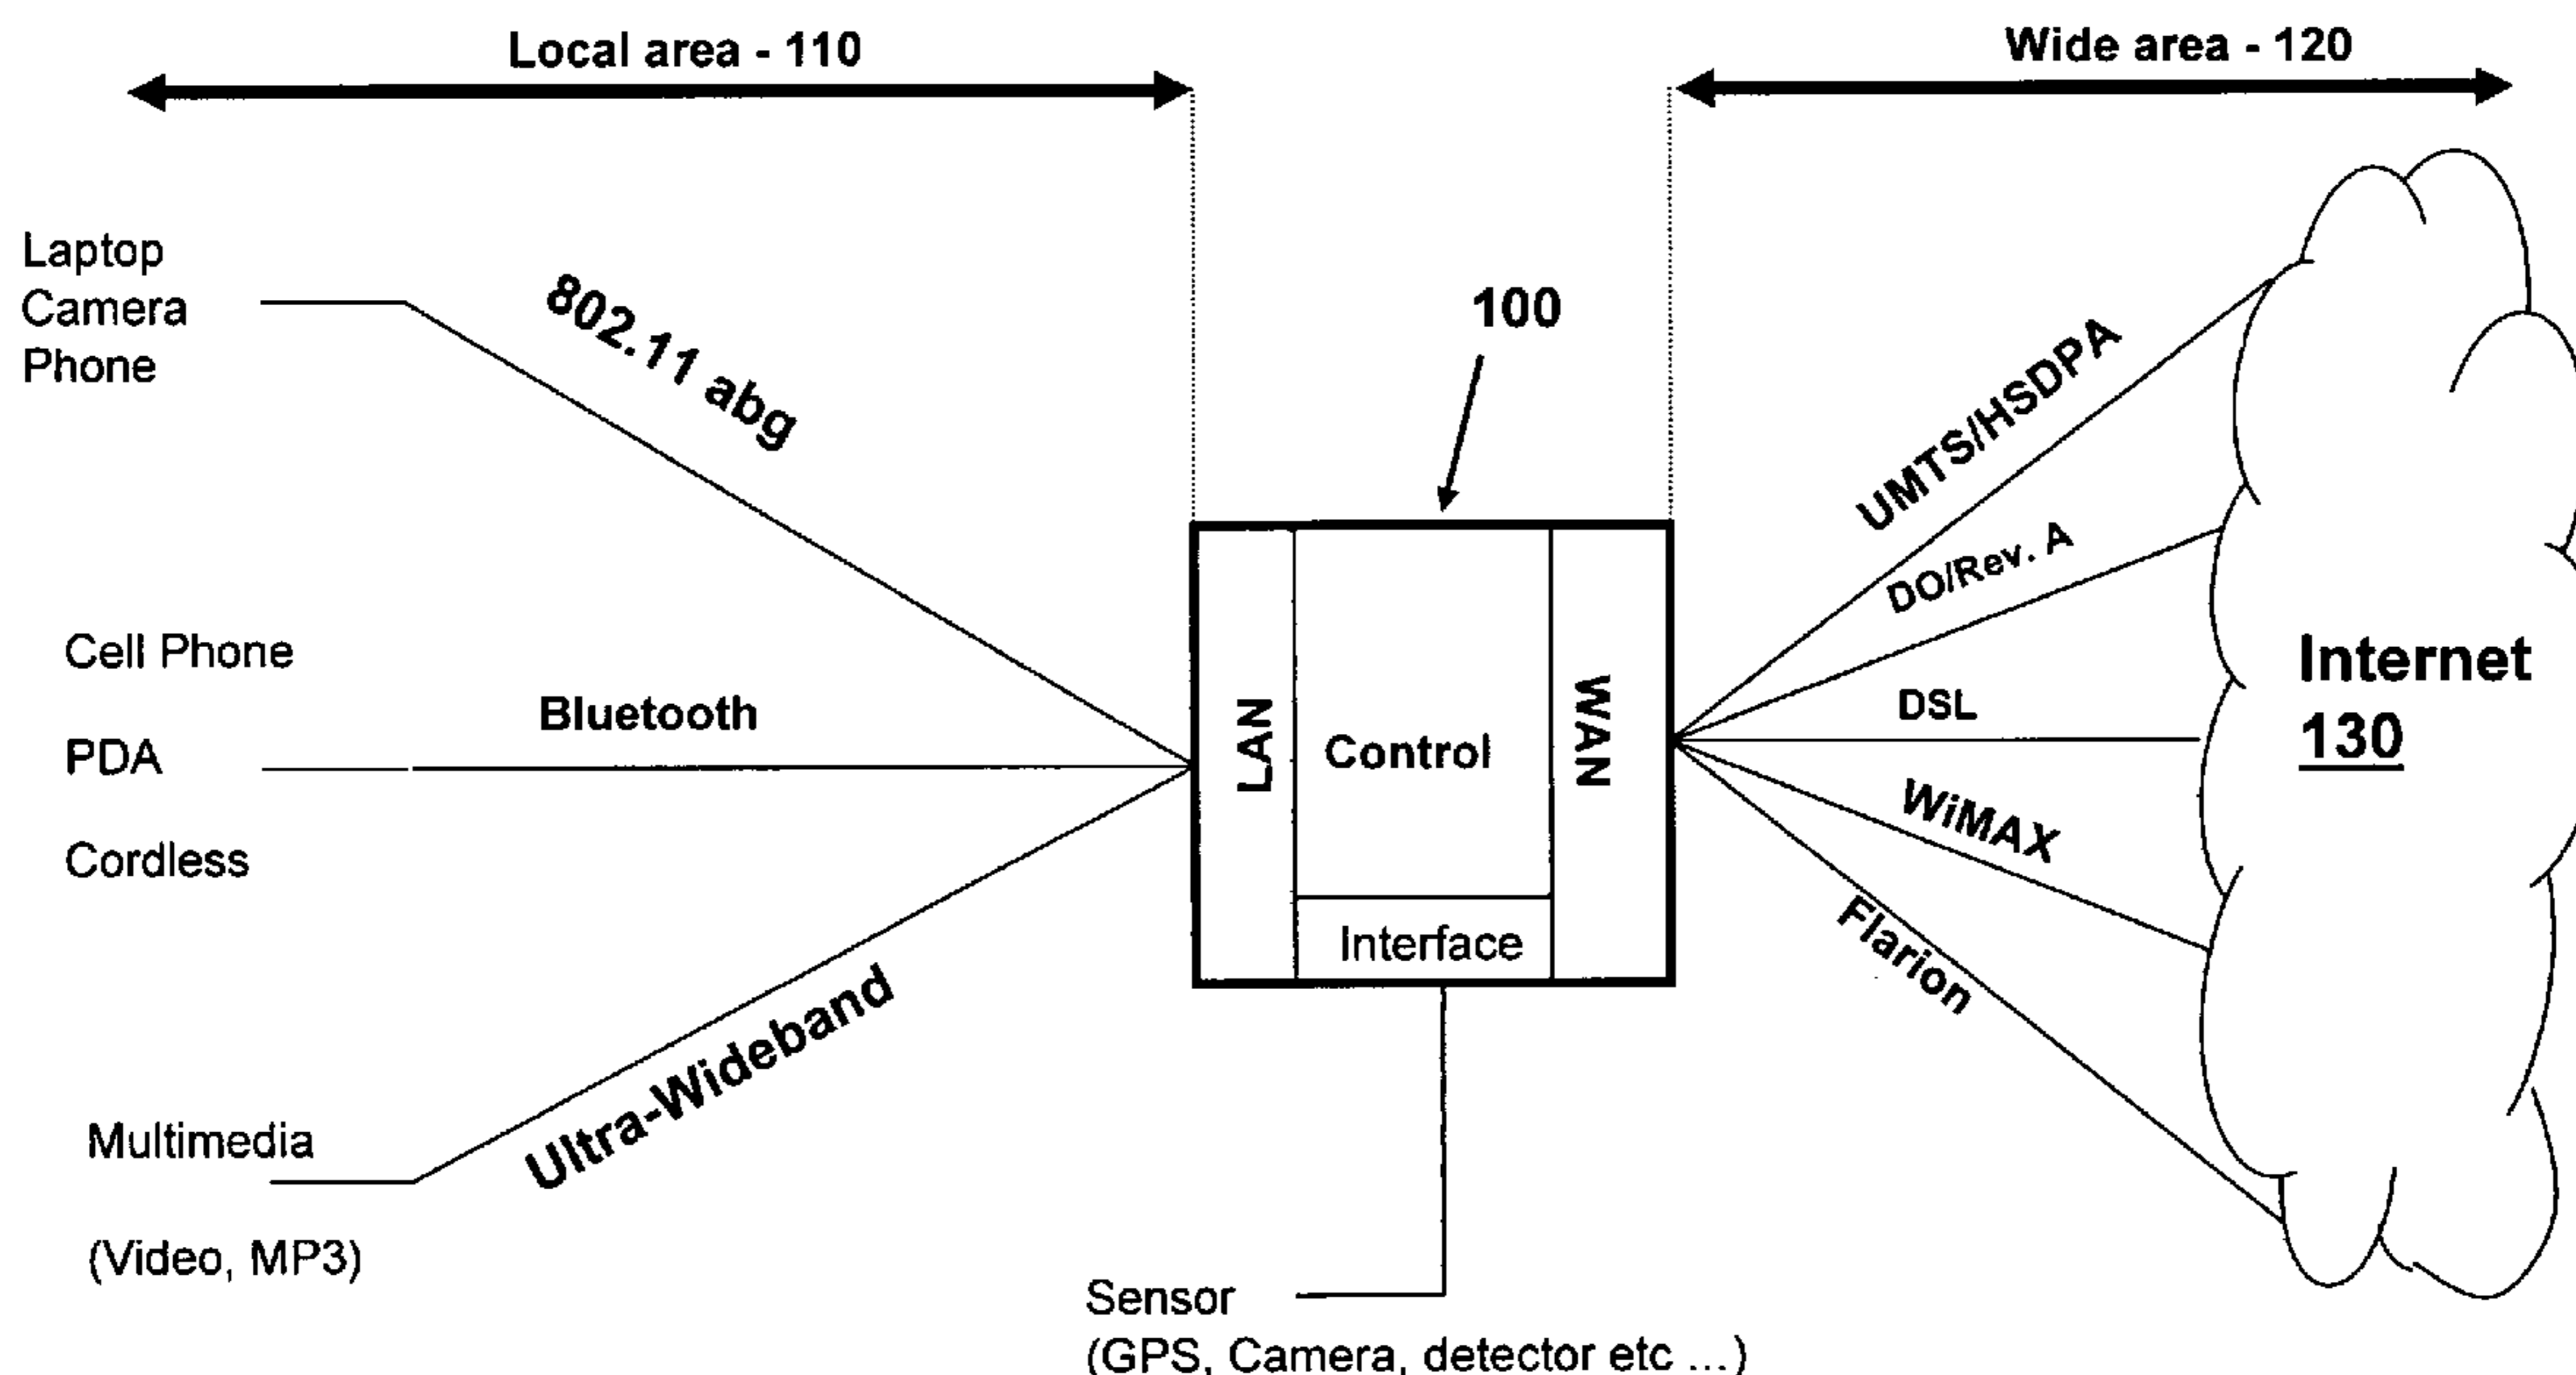 Local area - 110
Wide area - 120
Laptop
Camera
Phone
802.11 abg
100
UMTS/HSDPA
DO/Rev. A
Cell Phone
Bluetooth
PDA
Cordless
LAN
Control
WAN
Interface
DSL
WiMAX
Flarion
Internet
130
Ultra-Wideband
Multimedia
(Video, MP3)
Sensor
(GPS, Camera, detector etc ...)